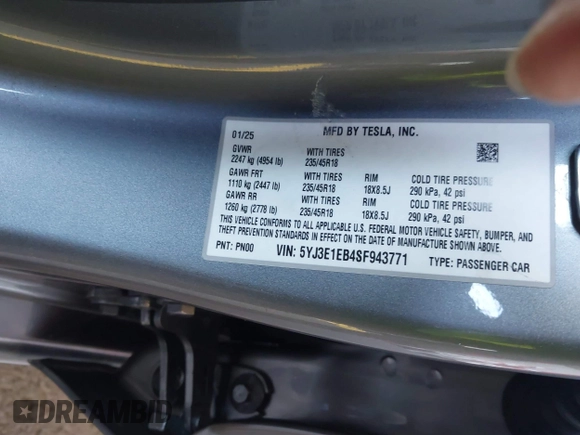 01/25 MFD BY TESLA, INC.
GVWR WITH TIRES
2247 kg (4954 lb) 235/45R18
GAWR FRT WITH TIRES RIM COLD TIRE PRESSURE
1110 kg (2447 lb) 235/45R18 18X8.5J 290 kPa, 42 psi
GAWR RR WITH TIRES RIM COLD TIRE PRESSURE
1260 kg (2778 lb) 235/45R18 18X8.5J 290 kPa, 42 psi
THIS VEHICLE CONFORMS TO ALL APPLICABLE U.S. FEDERAL MOTOR VEHICLE SAFETY, BUMPER, AND
THEFT PREVENTION STANDARDS IN EFFECT ON THE DATE OF MANUFACTURE SHOWN ABOVE.
PNT: PN00 VIN: 5YJ3E1EB4SF943771 TYPE: PASSENGER CAR
DREAMBID